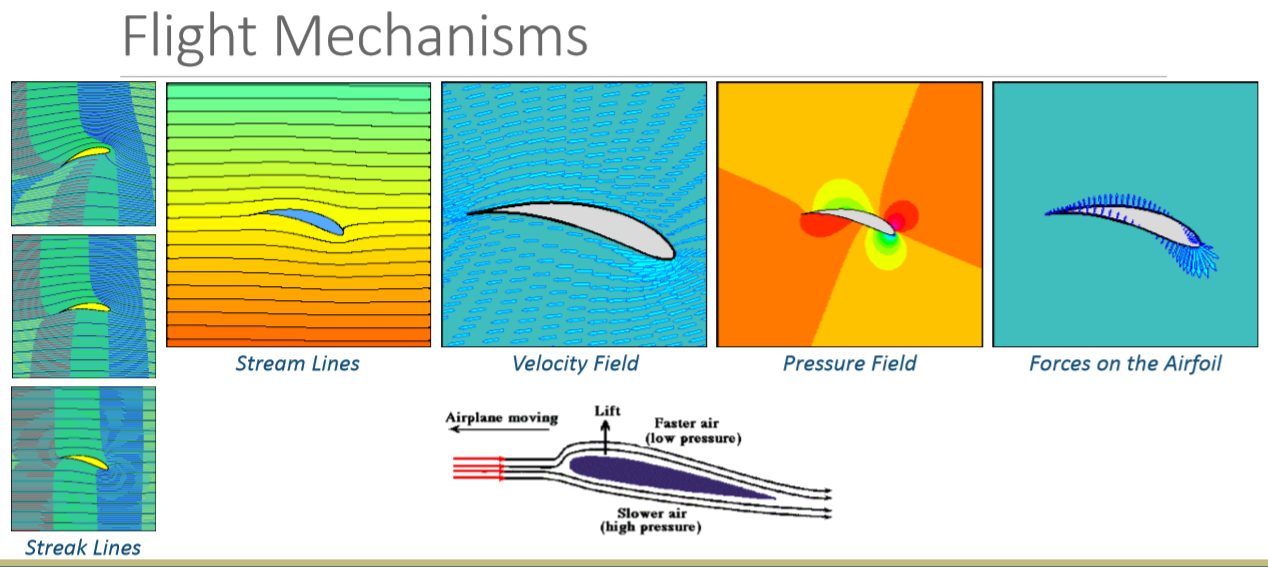 Flight Mechanisms
Stream Lines
Velocity Field
Pressure Field
Forces on the Airfoil
Airplane moving
Lift
Faster air
(low pressure)
Slower air
(high pressure)
Streak Lines